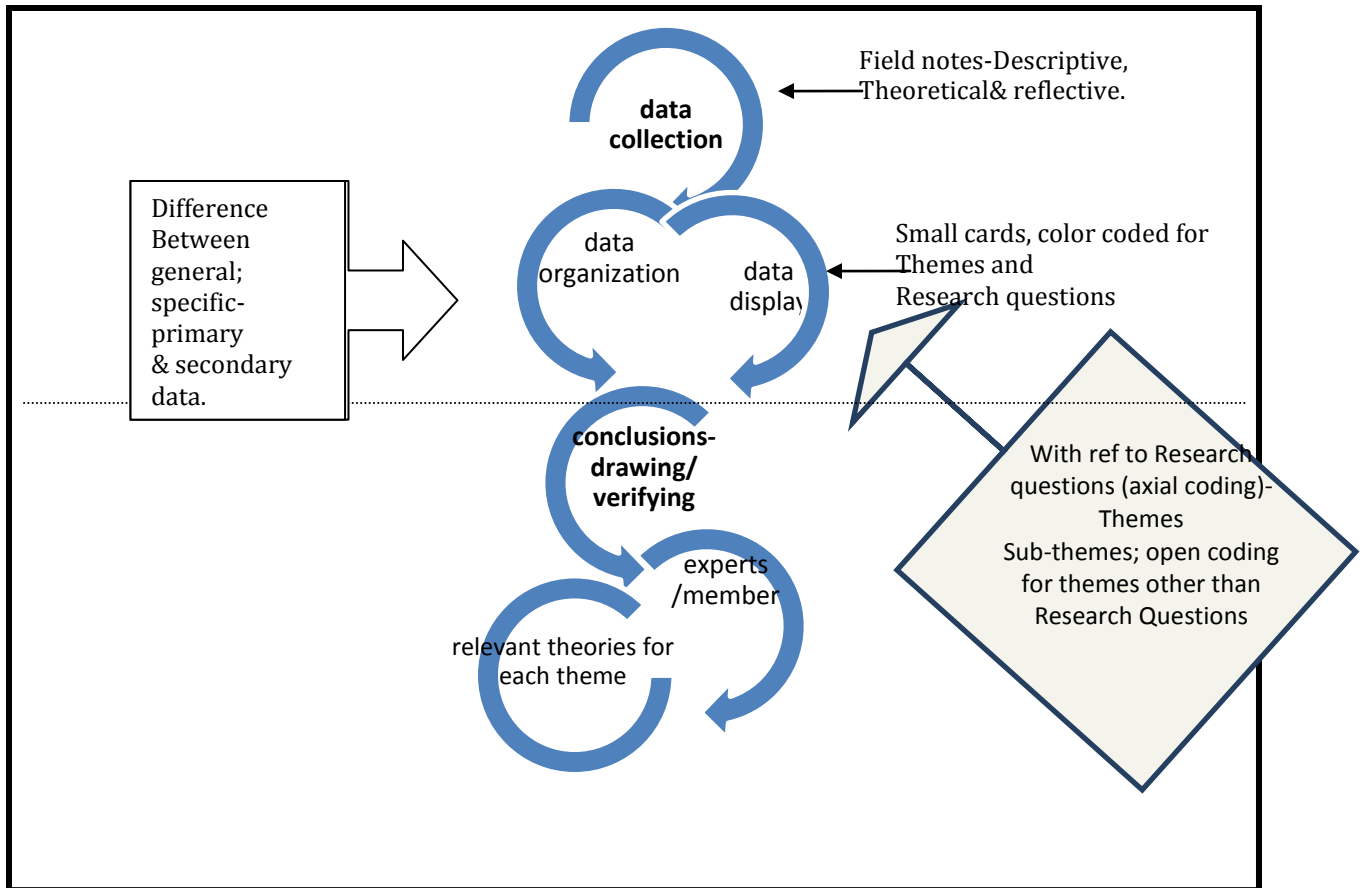 Field notes-Descriptive,
Theoretical& reflective.
data
collection
Difference
Between
general;
specific-
primary
& secondary
data.
data
organization
data
display
Small cards, color coded for
Themes and
Research questions
conclusions-
drawing/
verifying
With ref to Research
questions (axial coding)-
Themes
Sub-themes; open coding
for themes other than
Research Questions
experts
/member
relevant theories for
each theme